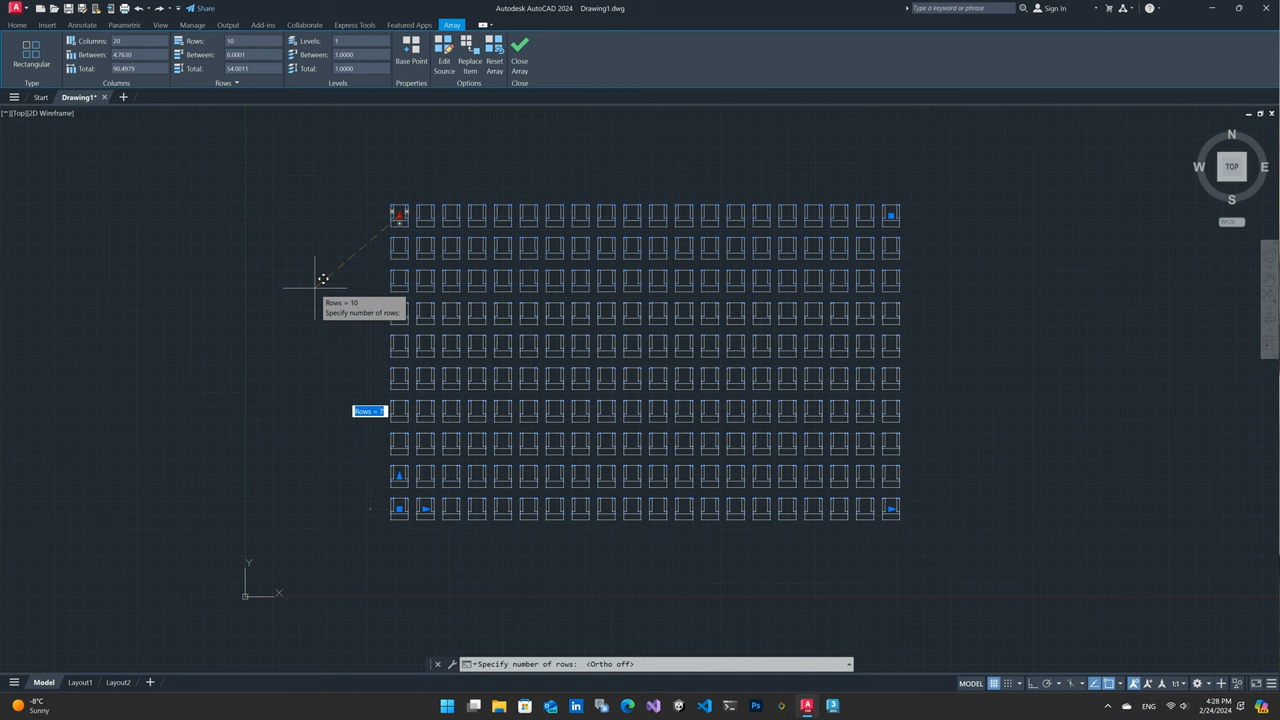 Share
Autodesk AutoCAD 2024 Drawing1.dwg
Type a keyword or phrase
Sign In
Home Insert Annotate Parametric View Manage Output Add-ins Collaborate Express Tools Featured Apps Array
Columns: 20
Between: 4.7630
Total: 90.4979
Rows: 10
Between: 6.0001
Total: 54.0011
Levels: 1
Between: 1.0000
Total: 1.0000
Rectangular
Base Point
Edit Source
Replace Item
Reset Array
Close Array
Type Columns Rows Levels Properties Options Close
Start Drawing1*
[−][Top][2D Wireframe]
N
W TOP E
S
WCS
Rows = 10
Specify number of rows:
Rows = 7
Y
X
Specify number of rows: <Ortho off>
Model Layout1 Layout2
MODEL
1:1
-8°C
Sunny
4:28 PM
2/24/2024